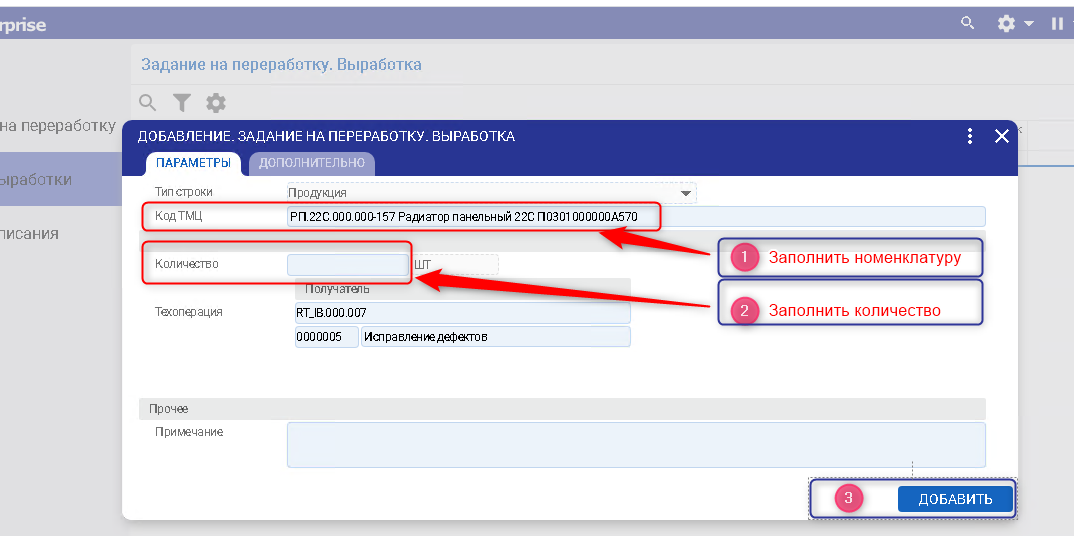 rprise
Задание на переработку. Выработка
на переработку
ыработки
писания
ДОБАВЛЕНИЕ. ЗАДАНИЕ НА ПЕРЕРАБОТКУ. ВЫРАБОТКА
ПАРАМЕТРЫ ДОПОЛНИТЕЛЬНО
Тип строки Продукция
Код ТМЦ РП.22С.000.000-157 Радиатор панельный 22С П0301000000А570
1 Заполнить номенклатуру
Количество ШТ
Получатель
2 Заполнить количество
Техоперация RT_IB.000.007
0000005 Исправление дефектов
Прочее
Примечание
3 ДОБАВИТЬ